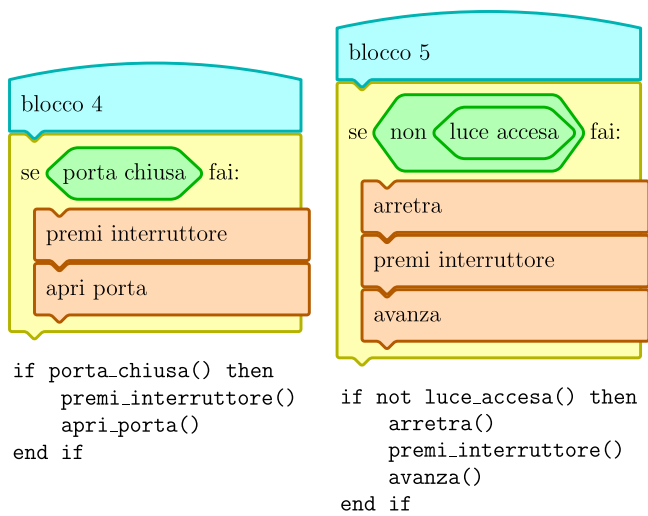 blocco 4
se porta chiusa fai:
premi interruttore
apri porta
if porta_chiusa() then
    premi_interruttore()
    apri_porta()
end if
blocco 5
se non luce accesa fai:
arretra
premi interruttore
avanza
if not luce_accesa() then
    arretra()
    premi_interruttore()
    avanza()
end if